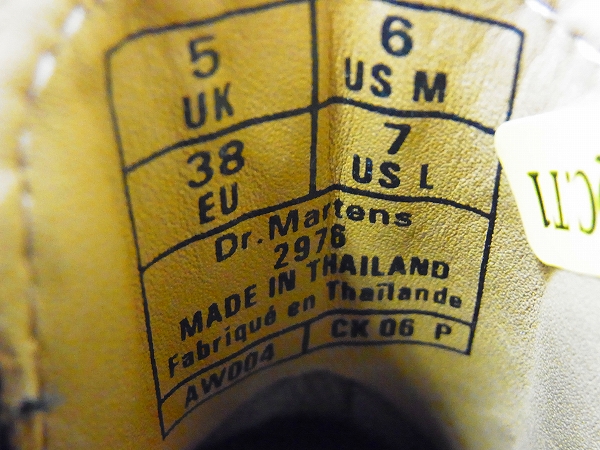 5 UK
6 US M
38 EU
7 US L
Dr. Martens
2976
MADE IN THAILAND
Fabriqué en Thaïlande
AW004
CK 06 P